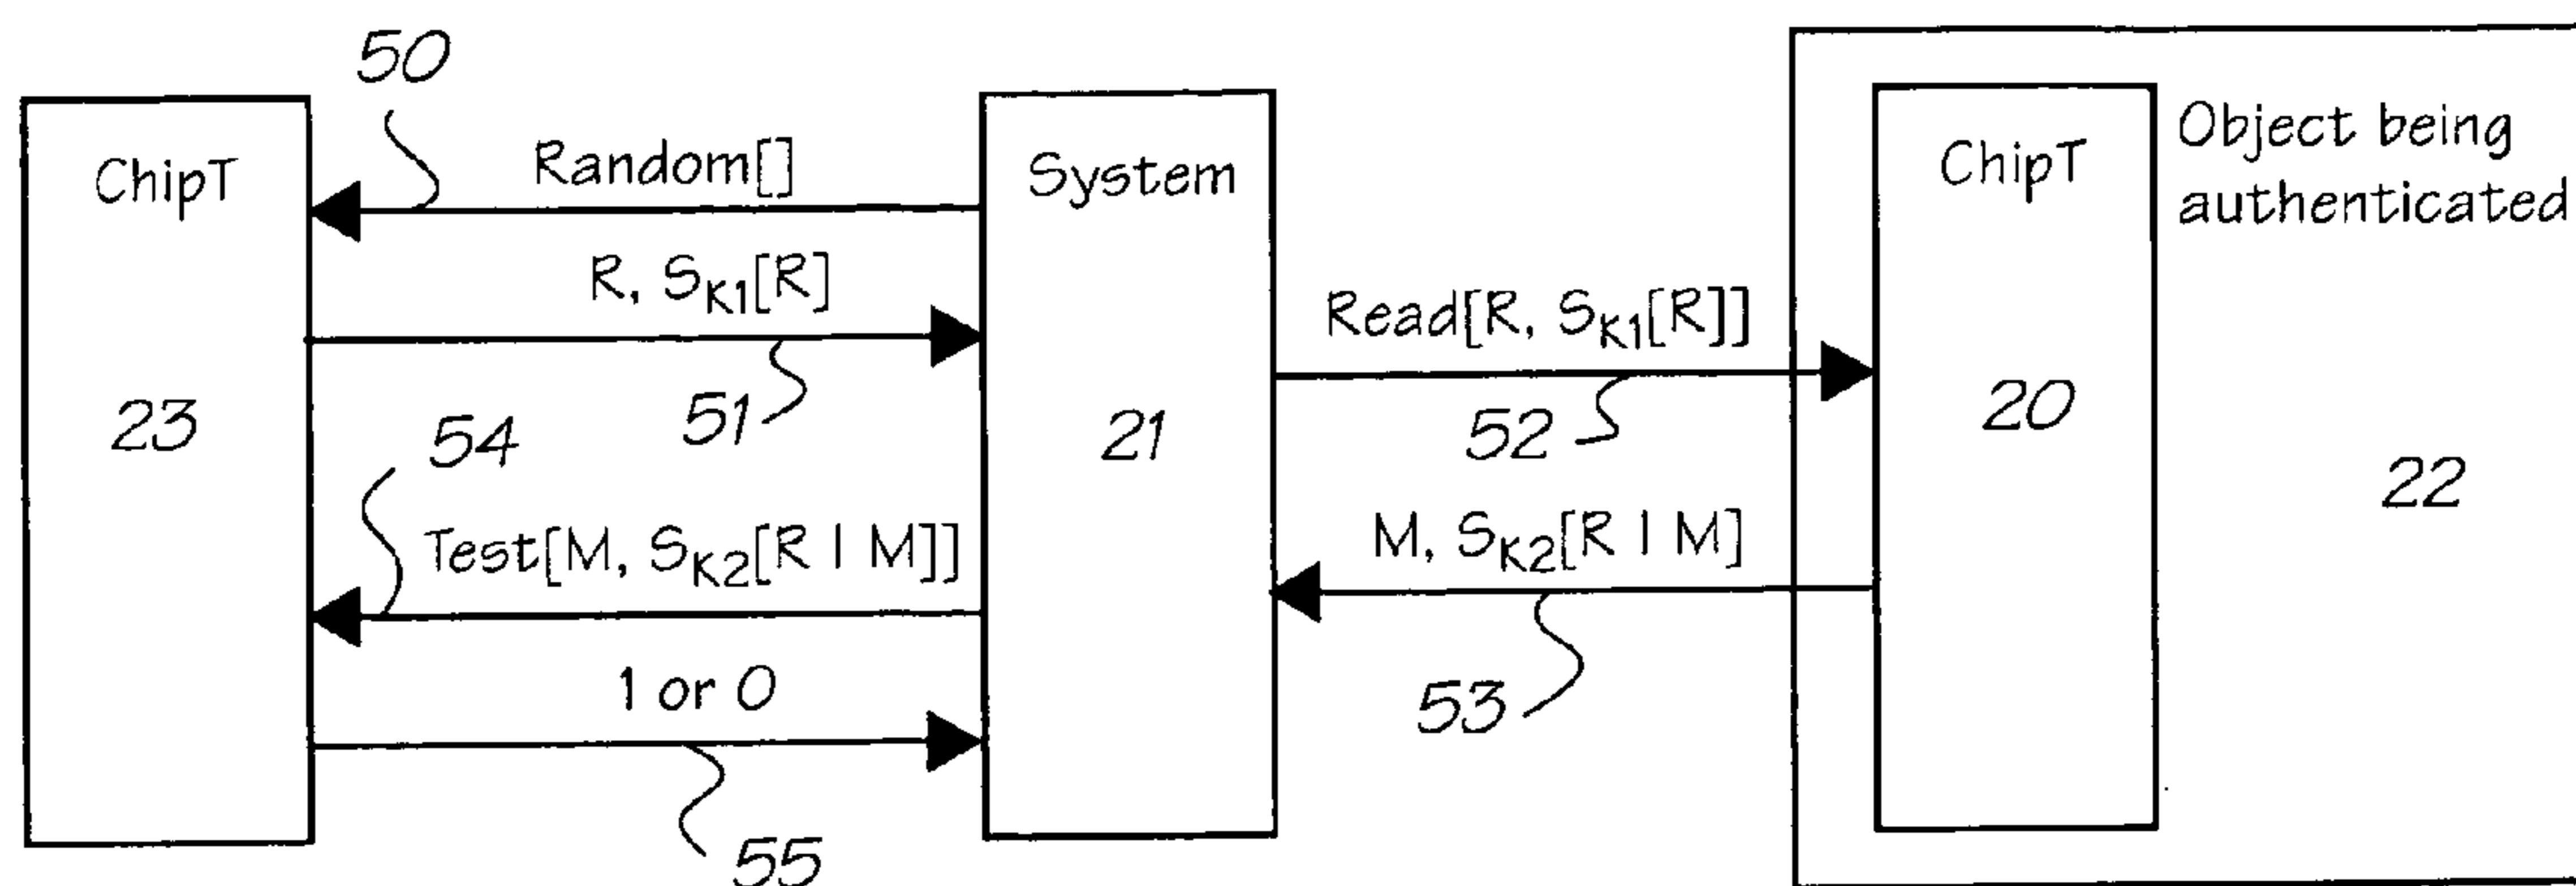 50
ChipT
Random[]
System
ChipT
Object being
authenticated
R, SK1[R]
Read[R, SK1[R]]
23
51
21
52
20
22
54
Test[M, SK2[R | M]]
M, SK2[R | M]
1 or 0
53
55